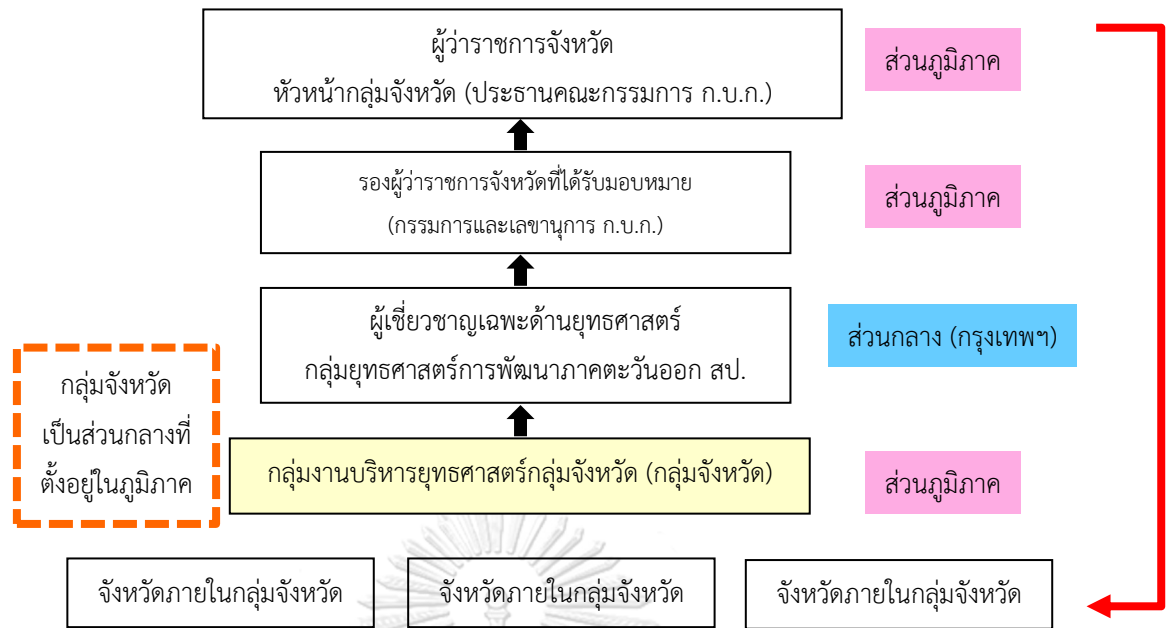 ผู้ว่าราชการจังหวัด
หัวหน้ากลุ่มจังหวัด (ประธานคณะกรรมการ ก.บ.ก.)
ส่วนภูมิภาค
รองผู้ว่าราชการจังหวัดที่ได้รับมอบหมาย
(กรรมการและเลขานุการ ก.บ.ก.)
ส่วนภูมิภาค
ผู้เชี่ยวชาญเฉพะด้านยุทธศาสตร์
กลุ่มยุทธศาสตร์การพัฒนาภาคตะวันออก สป.
ส่วนกลาง (กรุงเทพฯ)
กลุ่มจังหวัด
เป็นส่วนกลางที่
ตั้งอยู่ในภูมิภาค
กลุ่มงานบริหารยุทธศาสตร์กลุ่มจังหวัด (กลุ่มจังหวัด)
ส่วนภูมิภาค
จังหวัดภายในกลุ่มจังหวัด
จังหวัดภายในกลุ่มจังหวัด
จังหวัดภายในกลุ่มจังหวัด